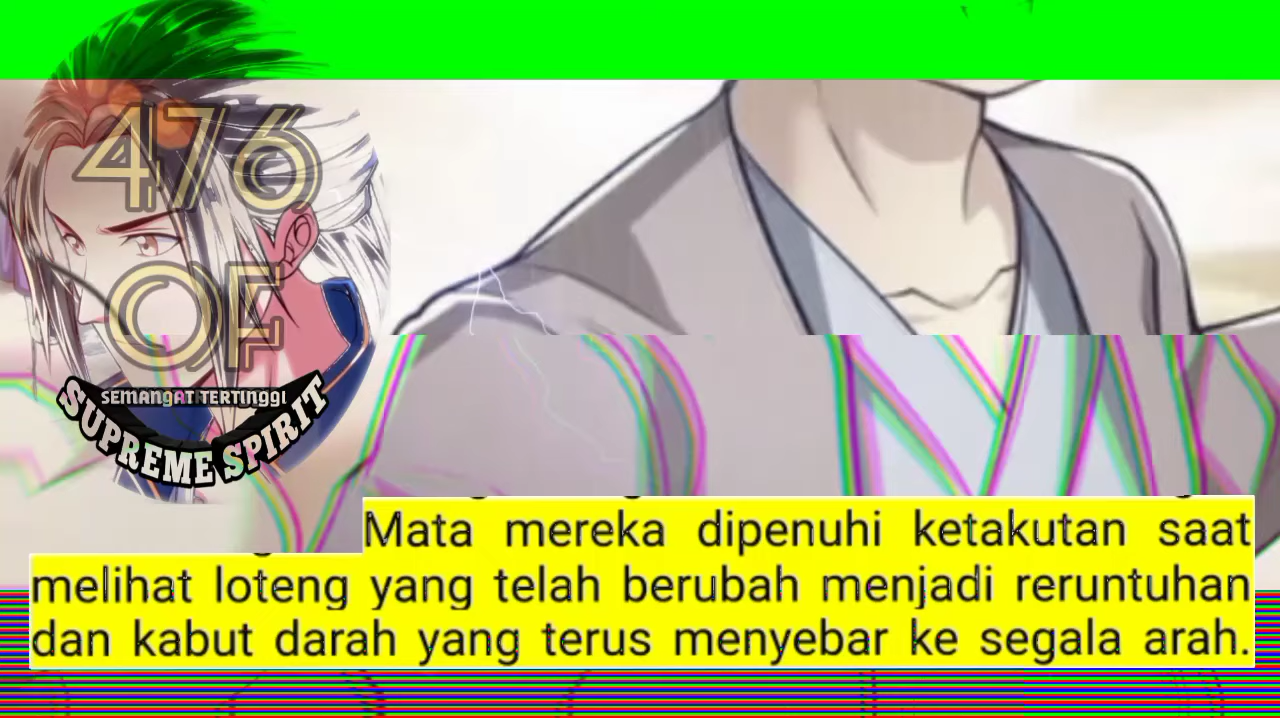 476
OF
SEMANGAT TERTINGGI
SUPREME SPIRIT
Mata mereka dipenuhi ketakutan saat
melihat loteng yang telah berubah menjadi reruntuhan
dan kabut darah yang terus menyebar ke segala arah.